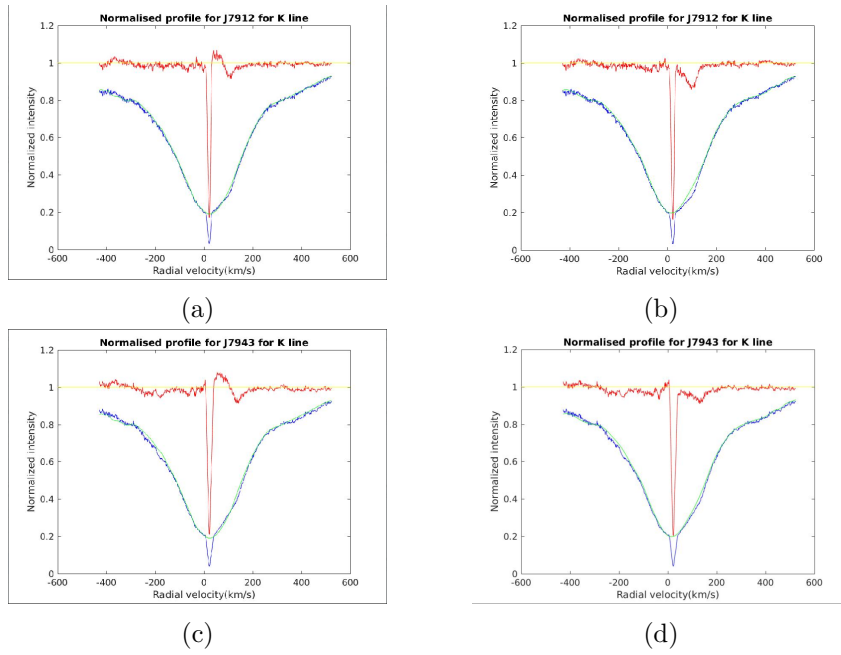 Normalised profile for J7912 for K line
1.2
1
0.8
0.6
0.4
0.2
0
Normalized intensity
-600 -400 -200 0 200 400 600
Radial velocity(km/s)
(a)
Normalised profile for J7912 for K line
1.2
1
0.8
0.6
0.4
0.2
0
Normalized intensity
-600 -400 -200 0 200 400 600
Radial velocity(km/s)
(b)
Normalised profile for J7943 for K line
1.2
1
0.8
0.6
0.4
0.2
0
Normalized intensity
-600 -400 -200 0 200 400 600
Radial velocity(km/s)
(c)
Normalised profile for J7943 for K line
1.2
1
0.8
0.6
0.4
0.2
0
Normalized intensity
-600 -400 -200 0 200 400 600
Radial velocity(km/s)
(d)